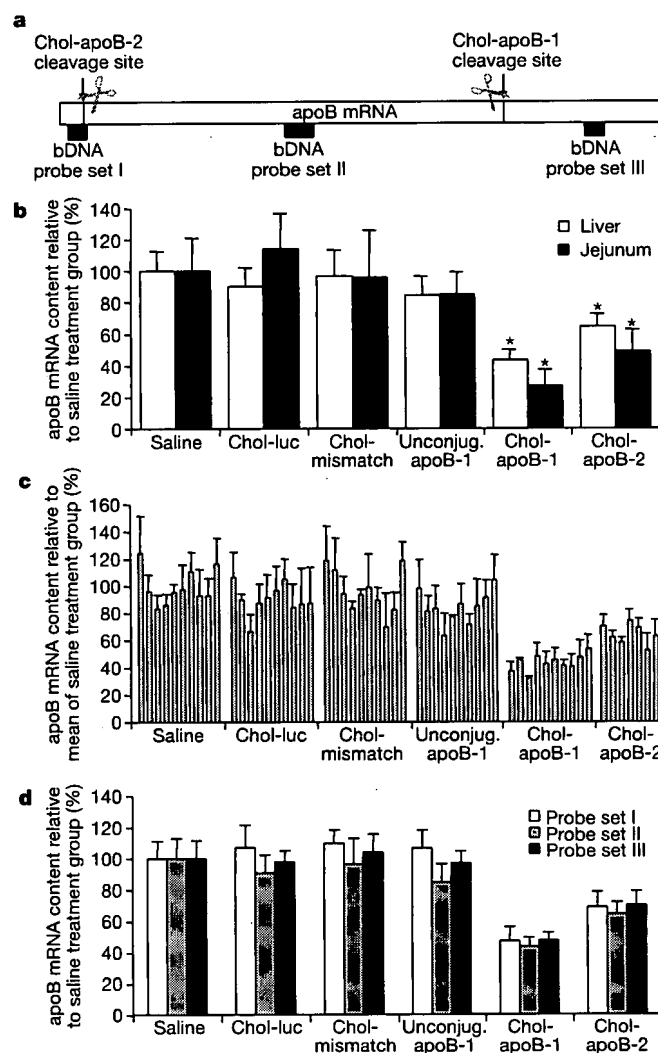 a
Chol-apoB-2
cleavage site
Chol-apoB-1
cleavage site
apoB mRNA
bDNA
probe set I
bDNA
probe set II
bDNA
probe set III
b
apoB mRNA content relative
to saline treatment group (%)
140
120
100
80
60
40
20
0
Liver
Jejunum
*
*
*
*
Saline
Chol-luc
Chol-
mismatch
Unconjug.
apoB-1
Chol-
apoB-1
Chol-
apoB-2
c
apoB mRNA content relative to
mean of saline treatment group (%)
160
140
120
100
80
60
40
20
0
Saline
Chol-luc
Chol-
mismatch
Unconjug.
apoB-1
Chol-
apoB-1
Chol-
apoB-2
d
apoB mRNA content relative
to saline treatment group (%)
140
120
100
80
60
40
20
0
Probe set I
Probe set II
Probe set III
Saline
Chol-luc
Chol-
mismatch
Unconjug.
apoB-1
Chol-
apoB-1
Chol-
apoB-2